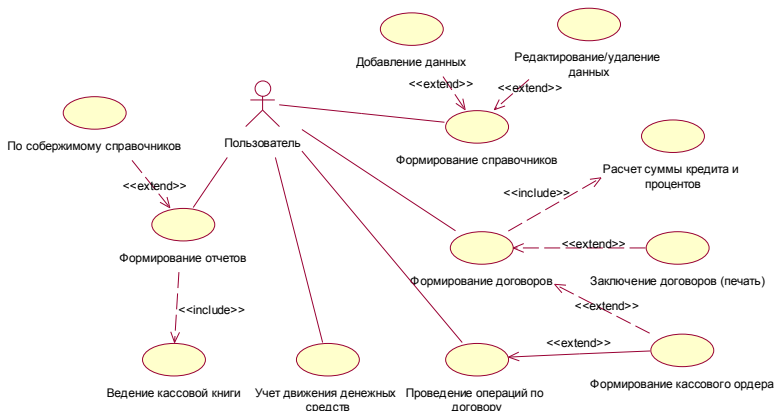 Добавление данных
Редактирование/удаление
данных
<<extend>>
<<extend>>
По собержимому справочников
Пользователь
Формирование справочников
Расчет суммы кредита и
процентов
<<extend>>
<<include>>
Формирование отчетов
<<extend>>
Формирование договоров
Заключение договоров (печать)
<<include>>
<<extend>>
<<extend>>
Ведение кассовой книги
Учет движения денежных
средств
Проведение операций по
договору
Формирование кассового ордера